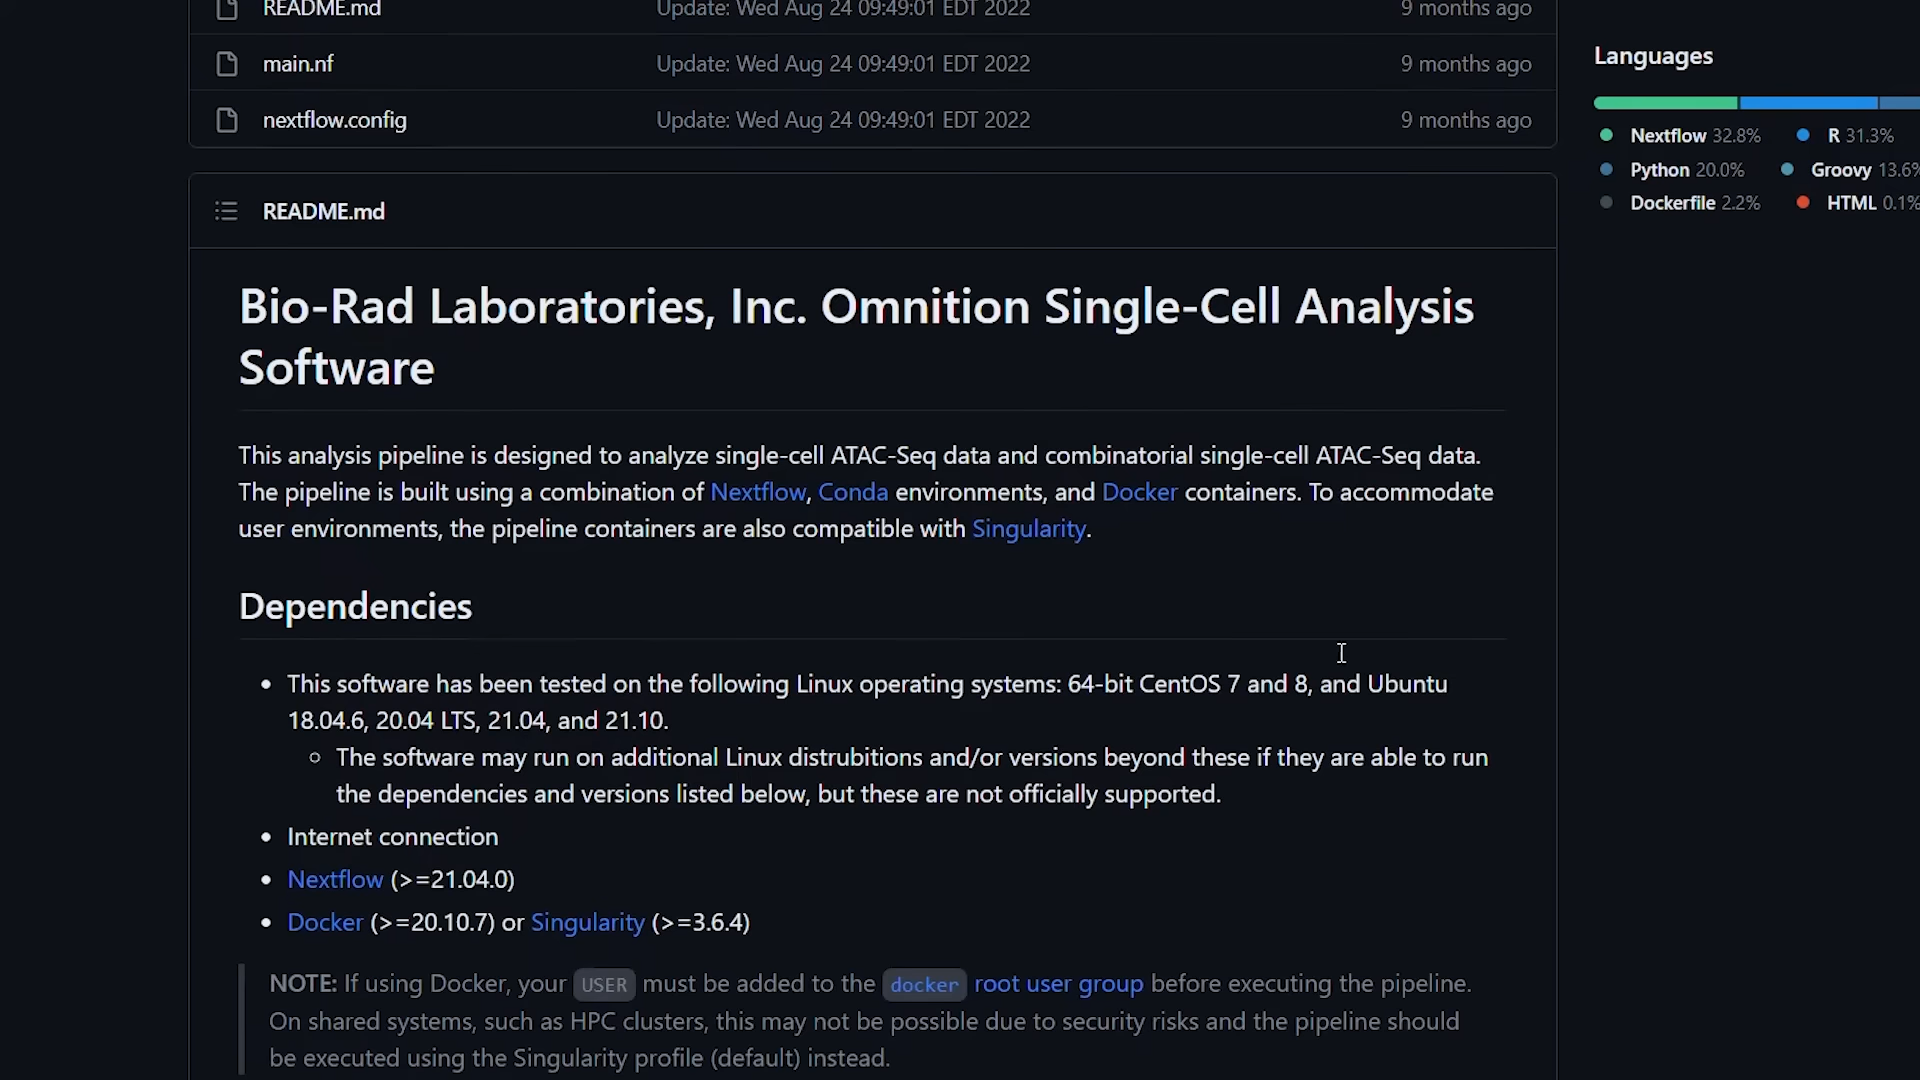 README.md Update: Wed Aug 24 09:49:01 EDT 2022 9 months ago
main.nf Update: Wed Aug 24 09:49:01 EDT 2022 9 months ago
nextflow.config Update: Wed Aug 24 09:49:01 EDT 2022 9 months ago
Languages
Nextflow 32.8% R 31.3%
Python 20.0% Groovy 13.6%
Dockerfile 2.2% HTML 0.1%
README.md
Bio-Rad Laboratories, Inc. Omnition Single-Cell Analysis
Software
This analysis pipeline is designed to analyze single-cell ATAC-Seq data and combinatorial single-cell ATAC-Seq data.
The pipeline is built using a combination of Nextflow, Conda environments, and Docker containers. To accommodate
user environments, the pipeline containers are also compatible with Singularity.
Dependencies
• This software has been tested on the following Linux operating systems: 64-bit CentOS 7 and 8, and Ubuntu
18.04.6, 20.04 LTS, 21.04, and 21.10.
◦ The software may run on additional Linux distrubitions and/or versions beyond these if they are able to run
the dependencies and versions listed below, but these are not officially supported.
• Internet connection
• Nextflow (>=21.04.0)
• Docker (>=20.10.7) or Singularity (>=3.6.4)
NOTE: If using Docker, your USER must be added to the docker root user group before executing the pipeline.
On shared systems, such as HPC clusters, this may not be possible due to security risks and the pipeline should
be executed using the Singularity profile (default) instead.